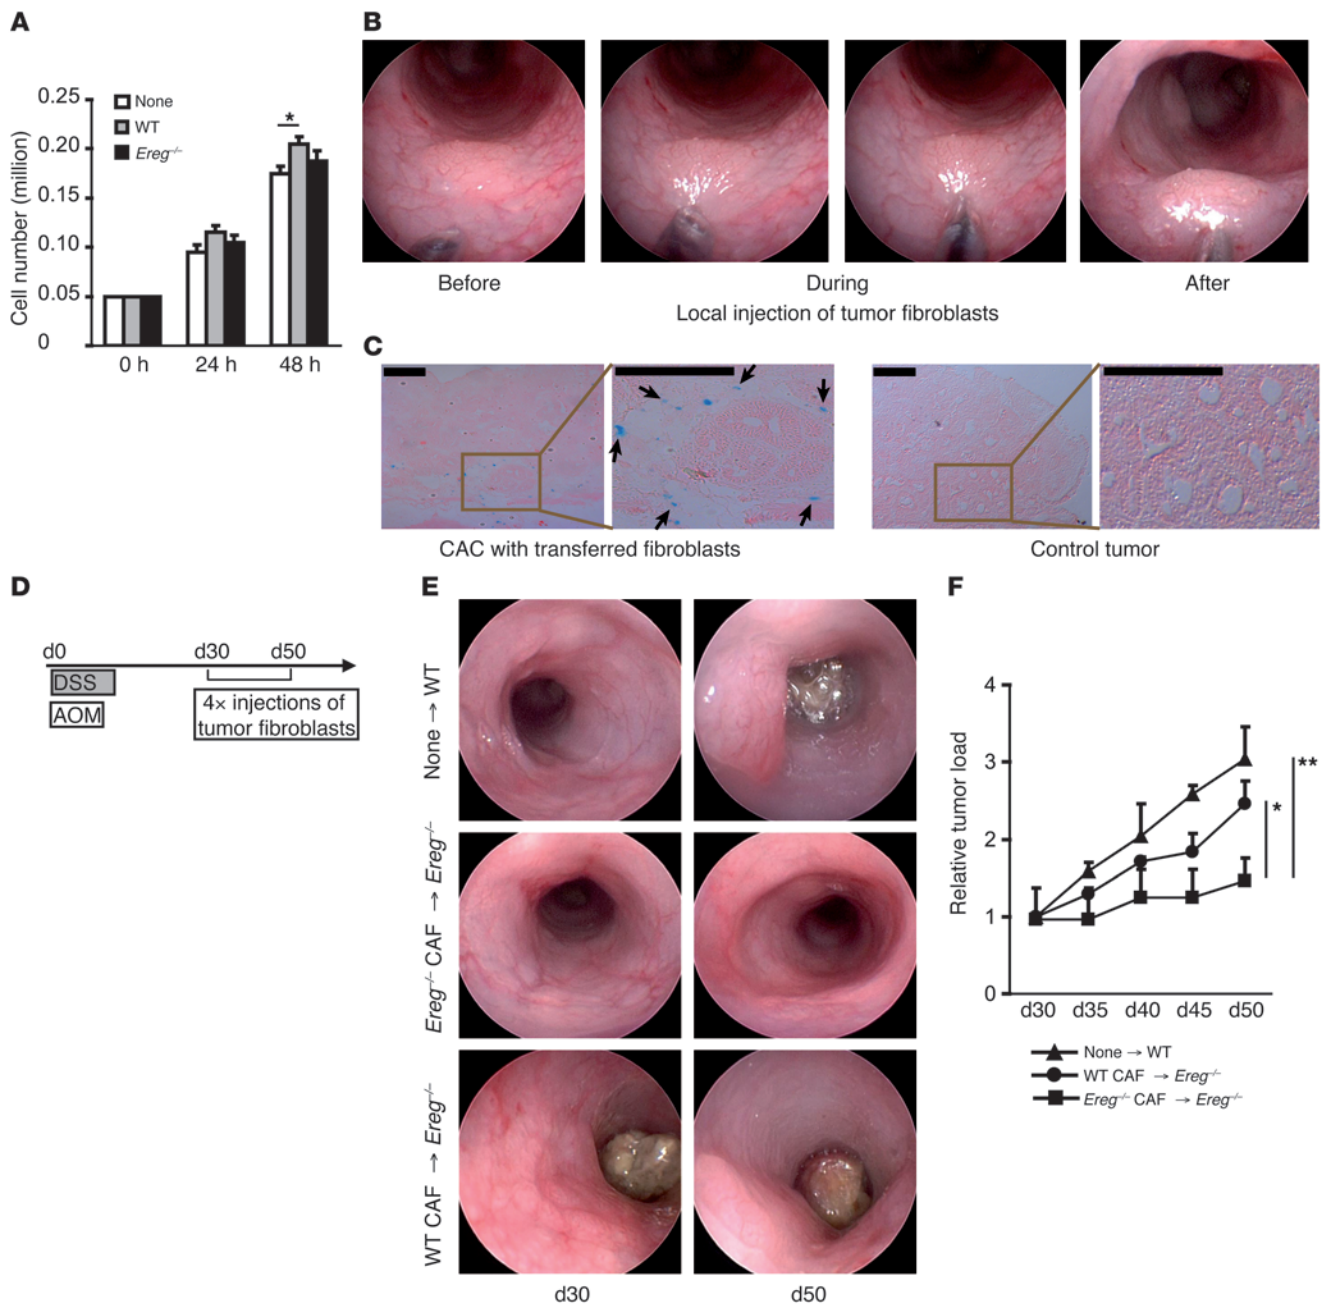 A
0.25
0.20
0.15
0.10
0.05
0
Cell number (million)
None
WT
Ereg–/–
*
0 h
24 h
48 h
B
Before
During
After
Local injection of tumor fibroblasts
C
CAC with transferred fibroblasts
Control tumor
D
d0
d30
d50
DSS
AOM
4× injections of
tumor fibroblasts
E
None → WT
Ereg–/– CAF → Ereg–/–
WT CAF → Ereg–/–
d30
d50
F
4
3
2
1
0
Relative tumor load
*
**
d30
d35
d40
d45
d50
None → WT
WT CAF → Ereg–/–
Ereg–/– CAF → Ereg–/–